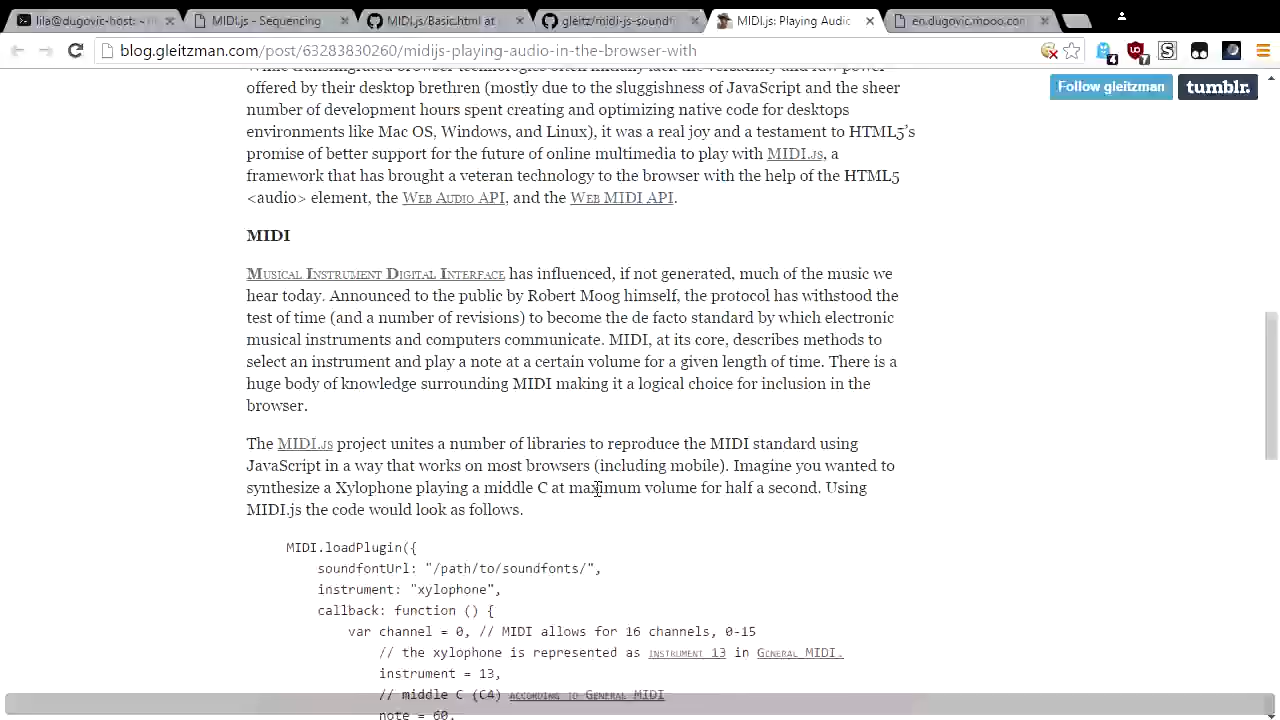 lila@dugovic-host: ~
MIDI.js - Sequencing
MIDI.js/Basic.html at
gleitz/midi-js-soundf
MIDI.js: Playing Audio
en.dugovic.mooo.com
blog.gleitzman.com/post/63283830260/midijs-playing-audio-in-the-browser-with
4
7
S
Follow gleitzman
tumblr.
offered by their desktop brethren (mostly due to the sluggishness of JavaScript and the sheer
number of development hours spent creating and optimizing native code for desktops
environments like Mac OS, Windows, and Linux), it was a real joy and a testament to HTML5’s
promise of better support for the future of online multimedia to play with MIDI.js, a
framework that has brought a veteran technology to the browser with the help of the HTML5
<audio> element, the Web Audio API, and the Web MIDI API.
MIDI
Musical Instrument Digital Interface has influenced, if not generated, much of the music we
hear today. Announced to the public by Robert Moog himself, the protocol has withstood the
test of time (and a number of revisions) to become the de facto standard by which electronic
musical instruments and computers communicate. MIDI, at its core, describes methods to
select an instrument and play a note at a certain volume for a given length of time. There is a
huge body of knowledge surrounding MIDI making it a logical choice for inclusion in the
browser.
The MIDI.js project unites a number of libraries to reproduce the MIDI standard using
JavaScript in a way that works on most browsers (including mobile). Imagine you wanted to
synthesize a Xylophone playing a middle C at maximum volume for half a second. Using
MIDI.js the code would look as follows.
MIDI.loadPlugin({
soundfontUrl: "/path/to/soundfonts/",
instrument: "xylophone",
callback: function () {
var channel = 0, // MIDI allows for 16 channels, 0-15
// the xylophone is represented as instrument 13 in General MIDI.
instrument = 13,
// middle C (C4) according to General MIDI
note = 60,